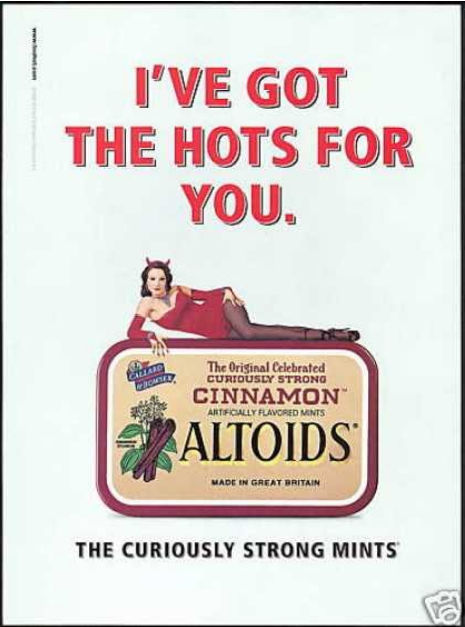 I'VE GOT
THE HOTS FOR
YOU.
CALLARD
& BOWSER
The Original Celebrated
CURIOUSLY STRONG
CINNAMON™
ARTIFICIALLY FLAVORED MINTS
ALTOIDS®
MADE IN GREAT BRITAIN
THE CURIOUSLY STRONG MINTS®